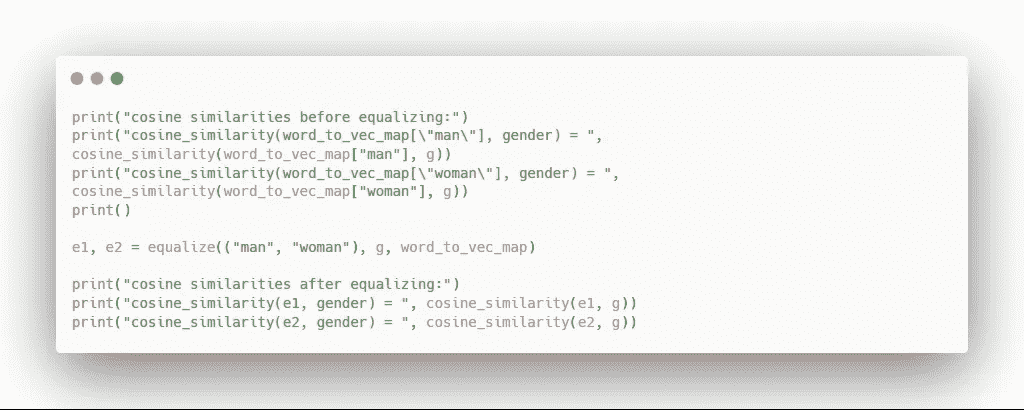 print("cosine similarities before equalizing:")
print("cosine_similarity(word_to_vec_map[\"man\"], gender) = ",
cosine_similarity(word_to_vec_map["man"], g))
print("cosine_similarity(word_to_vec_map[\"woman\"], gender) = ",
cosine_similarity(word_to_vec_map["woman"], g))
print()
e1, e2 = equalize(("man", "woman"), g, word_to_vec_map)
print("cosine similarities after equalizing:")
print("cosine_similarity(e1, gender) = ", cosine_similarity(e1, g))
print("cosine_similarity(e2, gender) = ", cosine_similarity(e2, g))